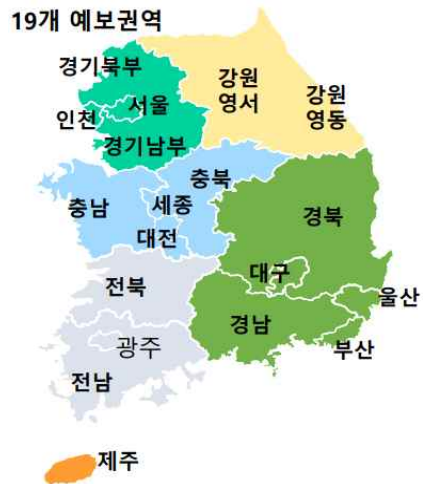 19개 예보권역
경기북부
서울
인천
경기남부
강원
영서
강원
영동
충북
충남
세종
대전
경북
대구
울산
전북
경남
부산
광주
전남
제주